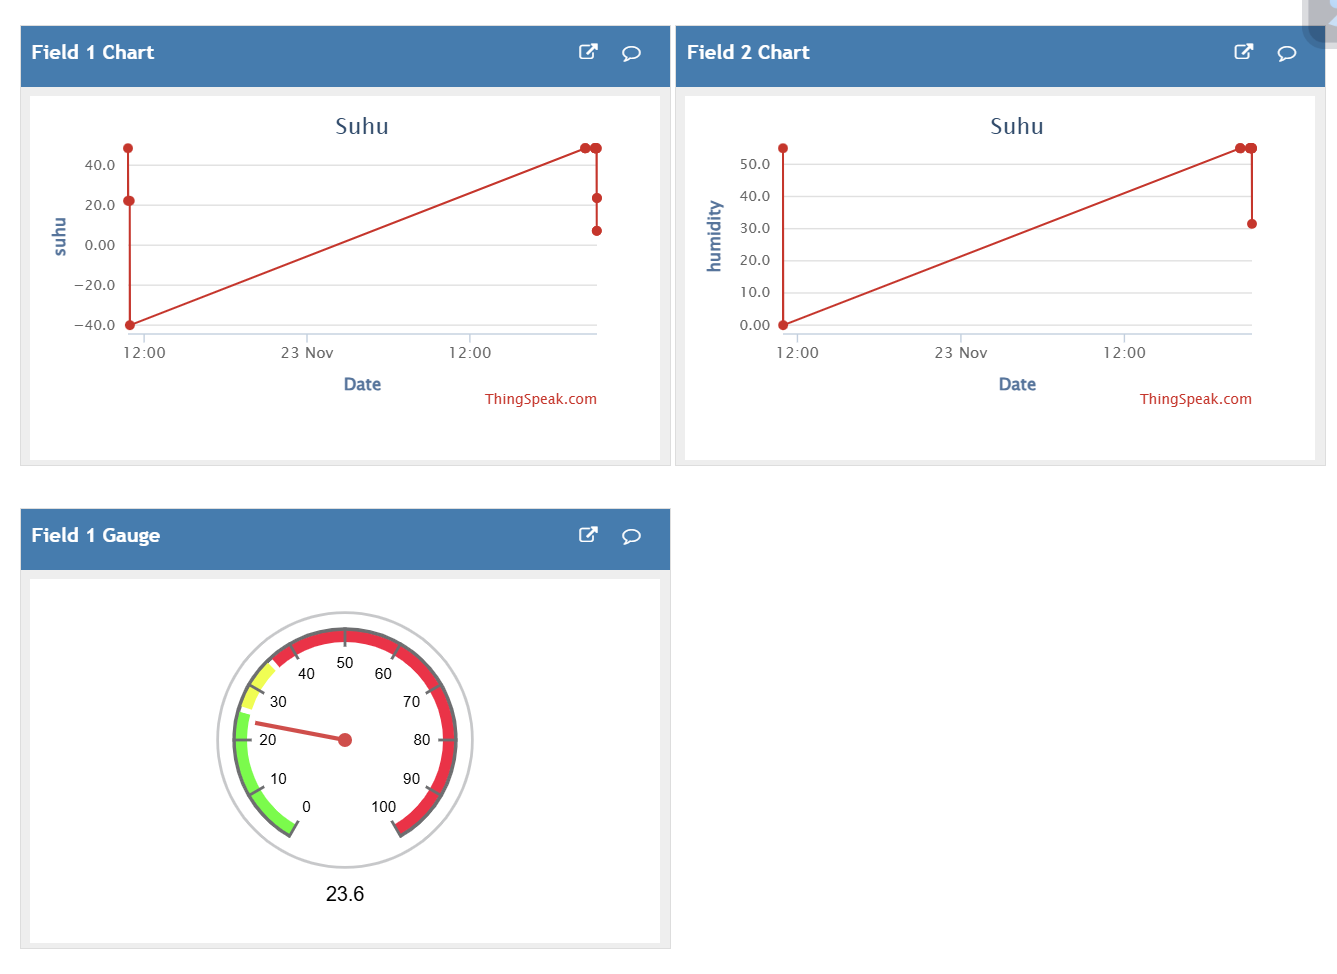 Field 1 Chart
Suhu
40.0
20.0
0.00
−20.0
−40.0
suhu
12:00 23 Nov 12:00
Date
ThingSpeak.com
Field 2 Chart
Suhu
50.0
40.0
30.0
20.0
10.0
0.00
humidity
12:00 23 Nov 12:00
Date
ThingSpeak.com
Field 1 Gauge
0
10
20
30
40
50
60
70
80
90
100
23.6